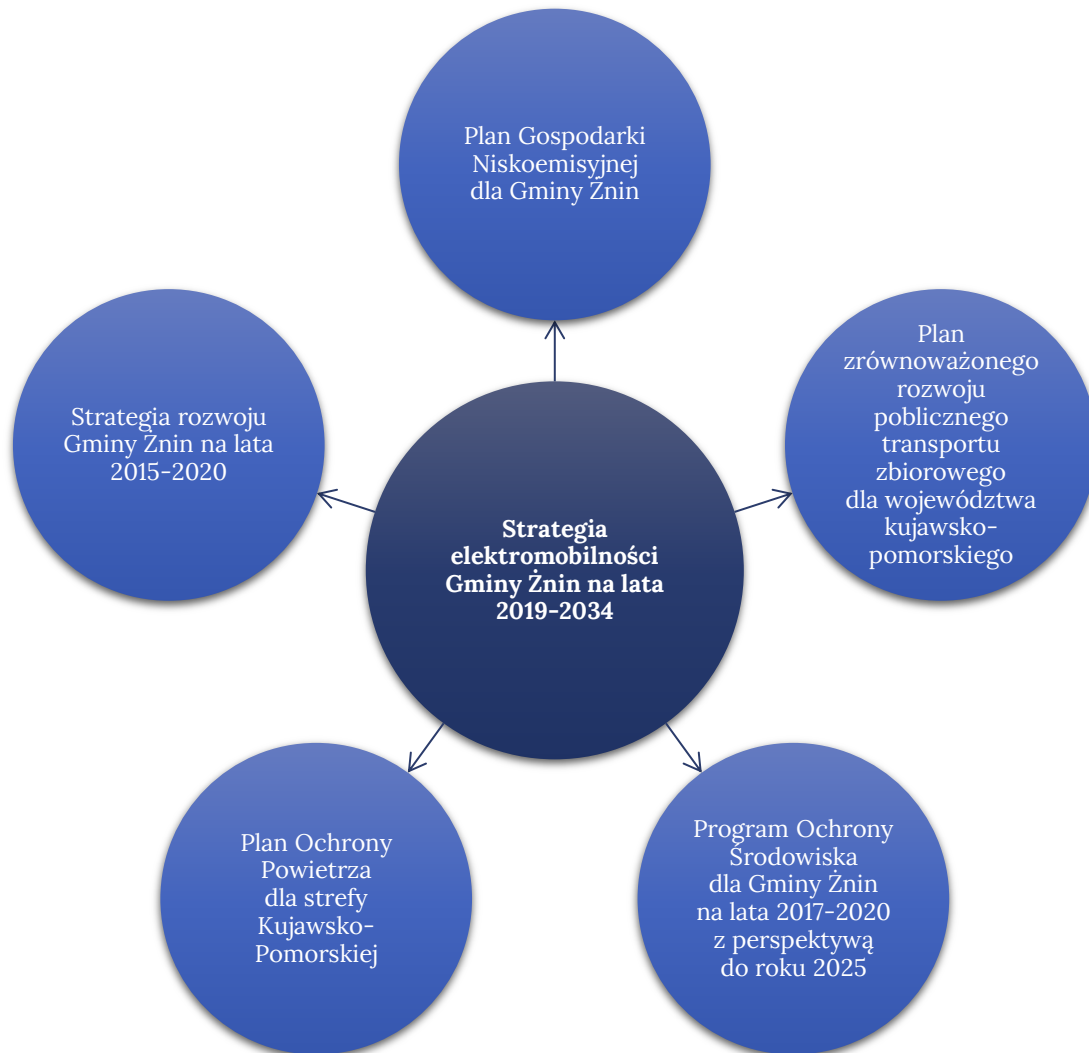 Plan Gospodarki
Niskoemisyjnej
dla Gminy Żnin
Strategia rozwoju
Gminy Żnin na lata
2015-2020
Plan
zrównoważonego
rozwoju
poblicznego
transportu
zbiorowego
dla województwa
kujawsko-
pomorskiego
Strategia
elektromobilności
Gminy Żnin na lata
2019-2034
Plan Ochrony
Powietrza
dla strefy
Kujawsko-
Pomorskiej
Program Ochrony
Środowiska
dla Gminy Żnin
na lata 2017-2020
z perspektywą
do roku 2025